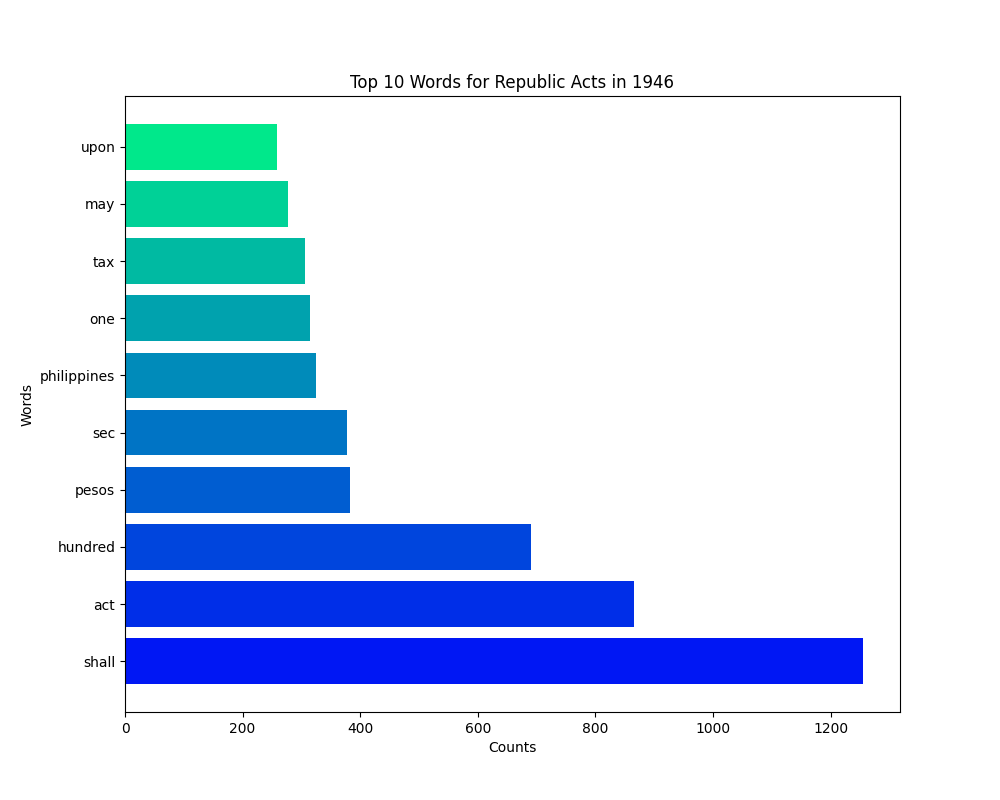 Top 10 Words for Republic Acts in 1946
upon
may
tax
one
philippines
sec
pesos
hundred
act
shall
Words
0 200 400 600 800 1000 1200
Counts